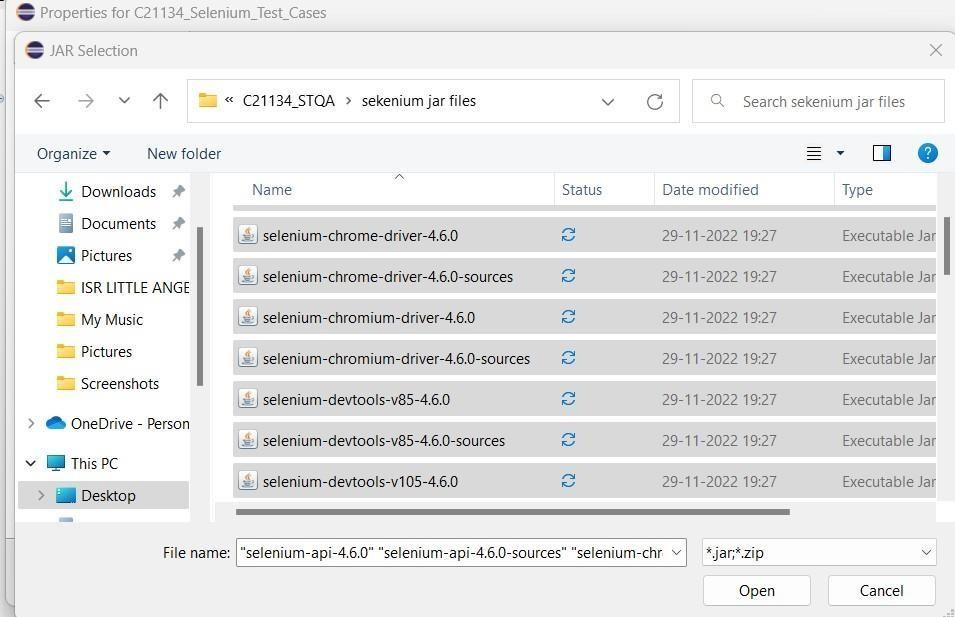 Properties for C21134_Selenium_Test_Cases
JAR Selection
« C21134_STQA > sekenium jar files
Search sekenium jar files
Organize
New folder
?
Name Status Date modified Type
Downloads
Documents
Pictures
ISR LITTLE ANGE
My Music
Pictures
Screenshots
OneDrive - Person
This PC
Desktop
selenium-chrome-driver-4.6.0 29-11-2022 19:27 Executable Jar
selenium-chrome-driver-4.6.0-sources 29-11-2022 19:27 Executable Jar
selenium-chromium-driver-4.6.0 29-11-2022 19:27 Executable Jar
selenium-chromium-driver-4.6.0-sources 29-11-2022 19:27 Executable Jar
selenium-devtools-v85-4.6.0 29-11-2022 19:27 Executable Jar
selenium-devtools-v85-4.6.0-sources 29-11-2022 19:27 Executable Jar
selenium-devtools-v105-4.6.0 29-11-2022 19:27 Executable Jar
File name: "selenium-api-4.6.0" "selenium-api-4.6.0-sources" "selenium-chr
*.jar;*.zip
Open
Cancel